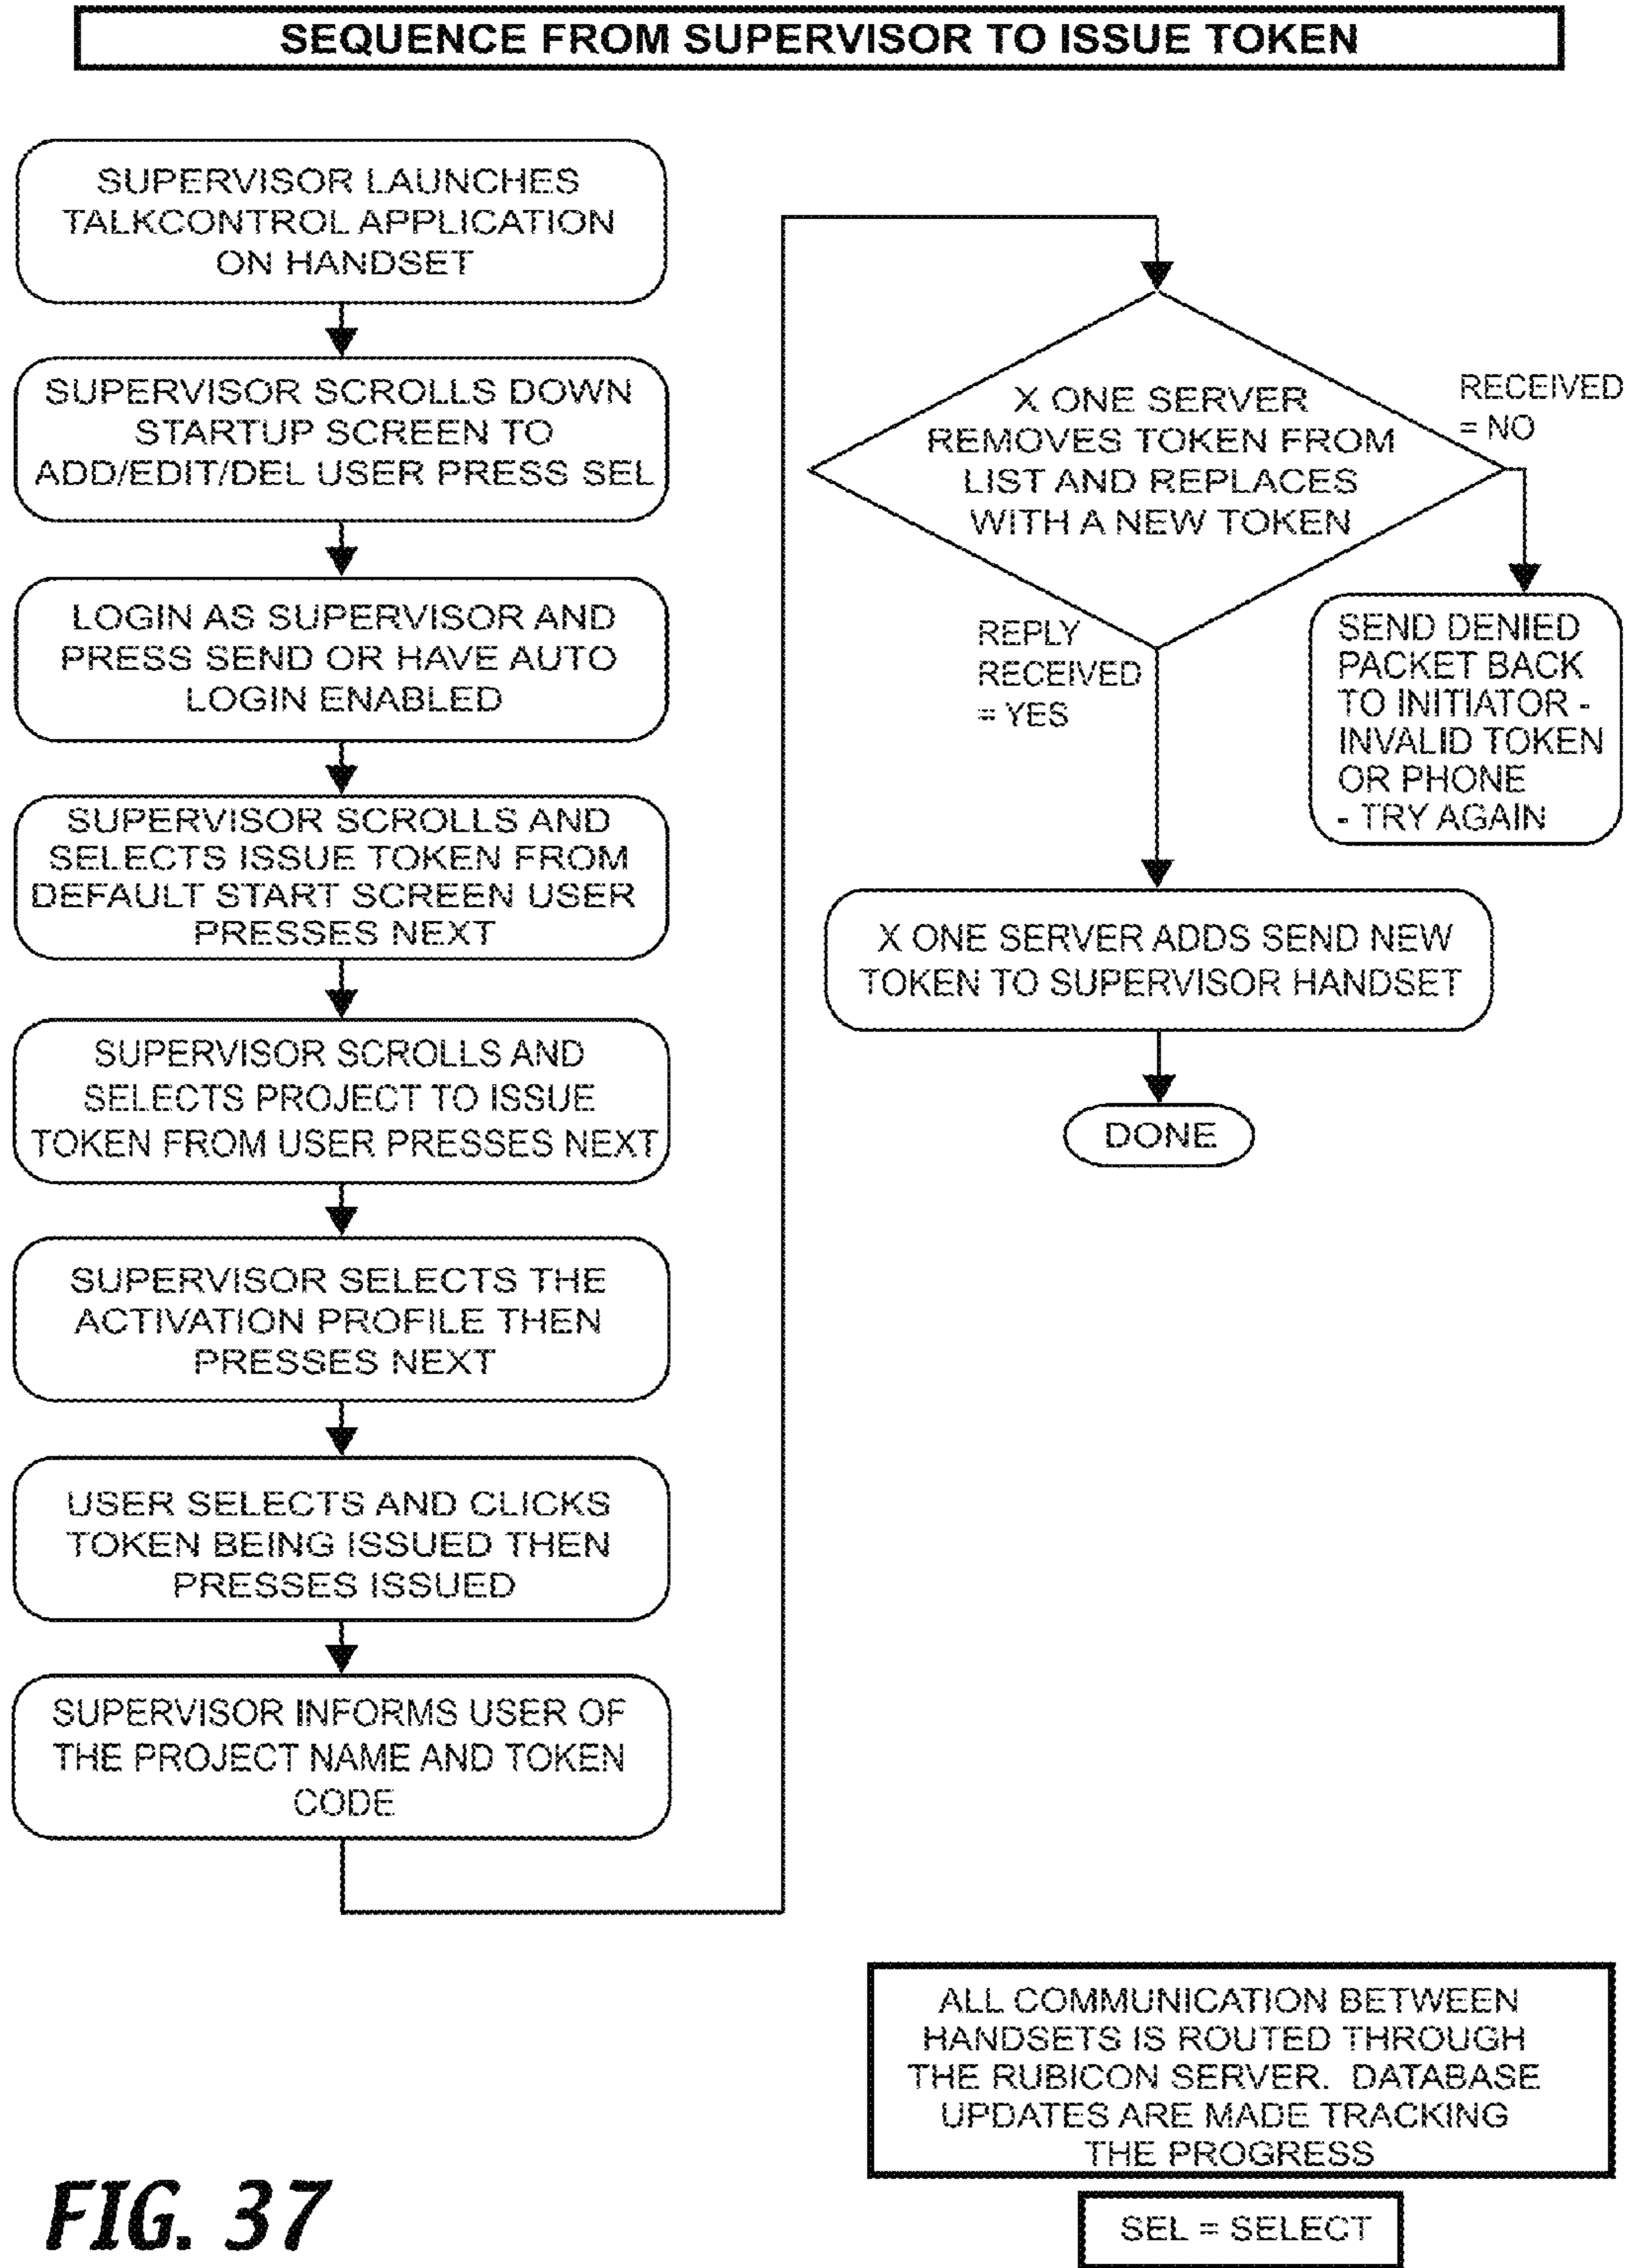 SEQUENCE FROM SUPERVISOR TO ISSUE TOKEN
SUPERVISOR LAUNCHES
TALKCONTROL APPLICATION
ON HANDSET
SUPERVISOR SCROLLS DOWN
STARTUP SCREEN TO
ADD/EDIT/DEL USER PRESS SEL
LOGIN AS SUPERVISOR AND
PRESS SEND OR HAVE AUTO
LOGIN ENABLED
SUPERVISOR SCROLLS AND
SELECTS ISSUE TOKEN FROM
DEFAULT START SCREEN USER
PRESSES NEXT
SUPERVISOR SCROLLS AND
SELECTS PROJECT TO ISSUE
TOKEN FROM USER PRESSES NEXT
SUPERVISOR SELECTS THE
ACTIVATION PROFILE THEN
PRESSES NEXT
USER SELECTS AND CLICKS
TOKEN BEING ISSUED THEN
PRESSES ISSUED
SUPERVISOR INFORMS USER OF
THE PROJECT NAME AND TOKEN
CODE
X ONE SERVER
REMOVES TOKEN FROM
LIST AND REPLACES
WITH A NEW TOKEN
RECEIVED
= NO
SEND DENIED
PACKET BACK
TO INITIATOR -
INVALID TOKEN
OR PHONE
- TRY AGAIN
REPLY
RECEIVED
= YES
X ONE SERVER ADDS SEND NEW
TOKEN TO SUPERVISOR HANDSET
DONE
ALL COMMUNICATION BETWEEN
HANDSETS IS ROUTED THROUGH
THE RUBICON SERVER. DATABASE
UPDATES ARE MADE TRACKING
THE PROGRESS
SEL = SELECT
FIG. 37